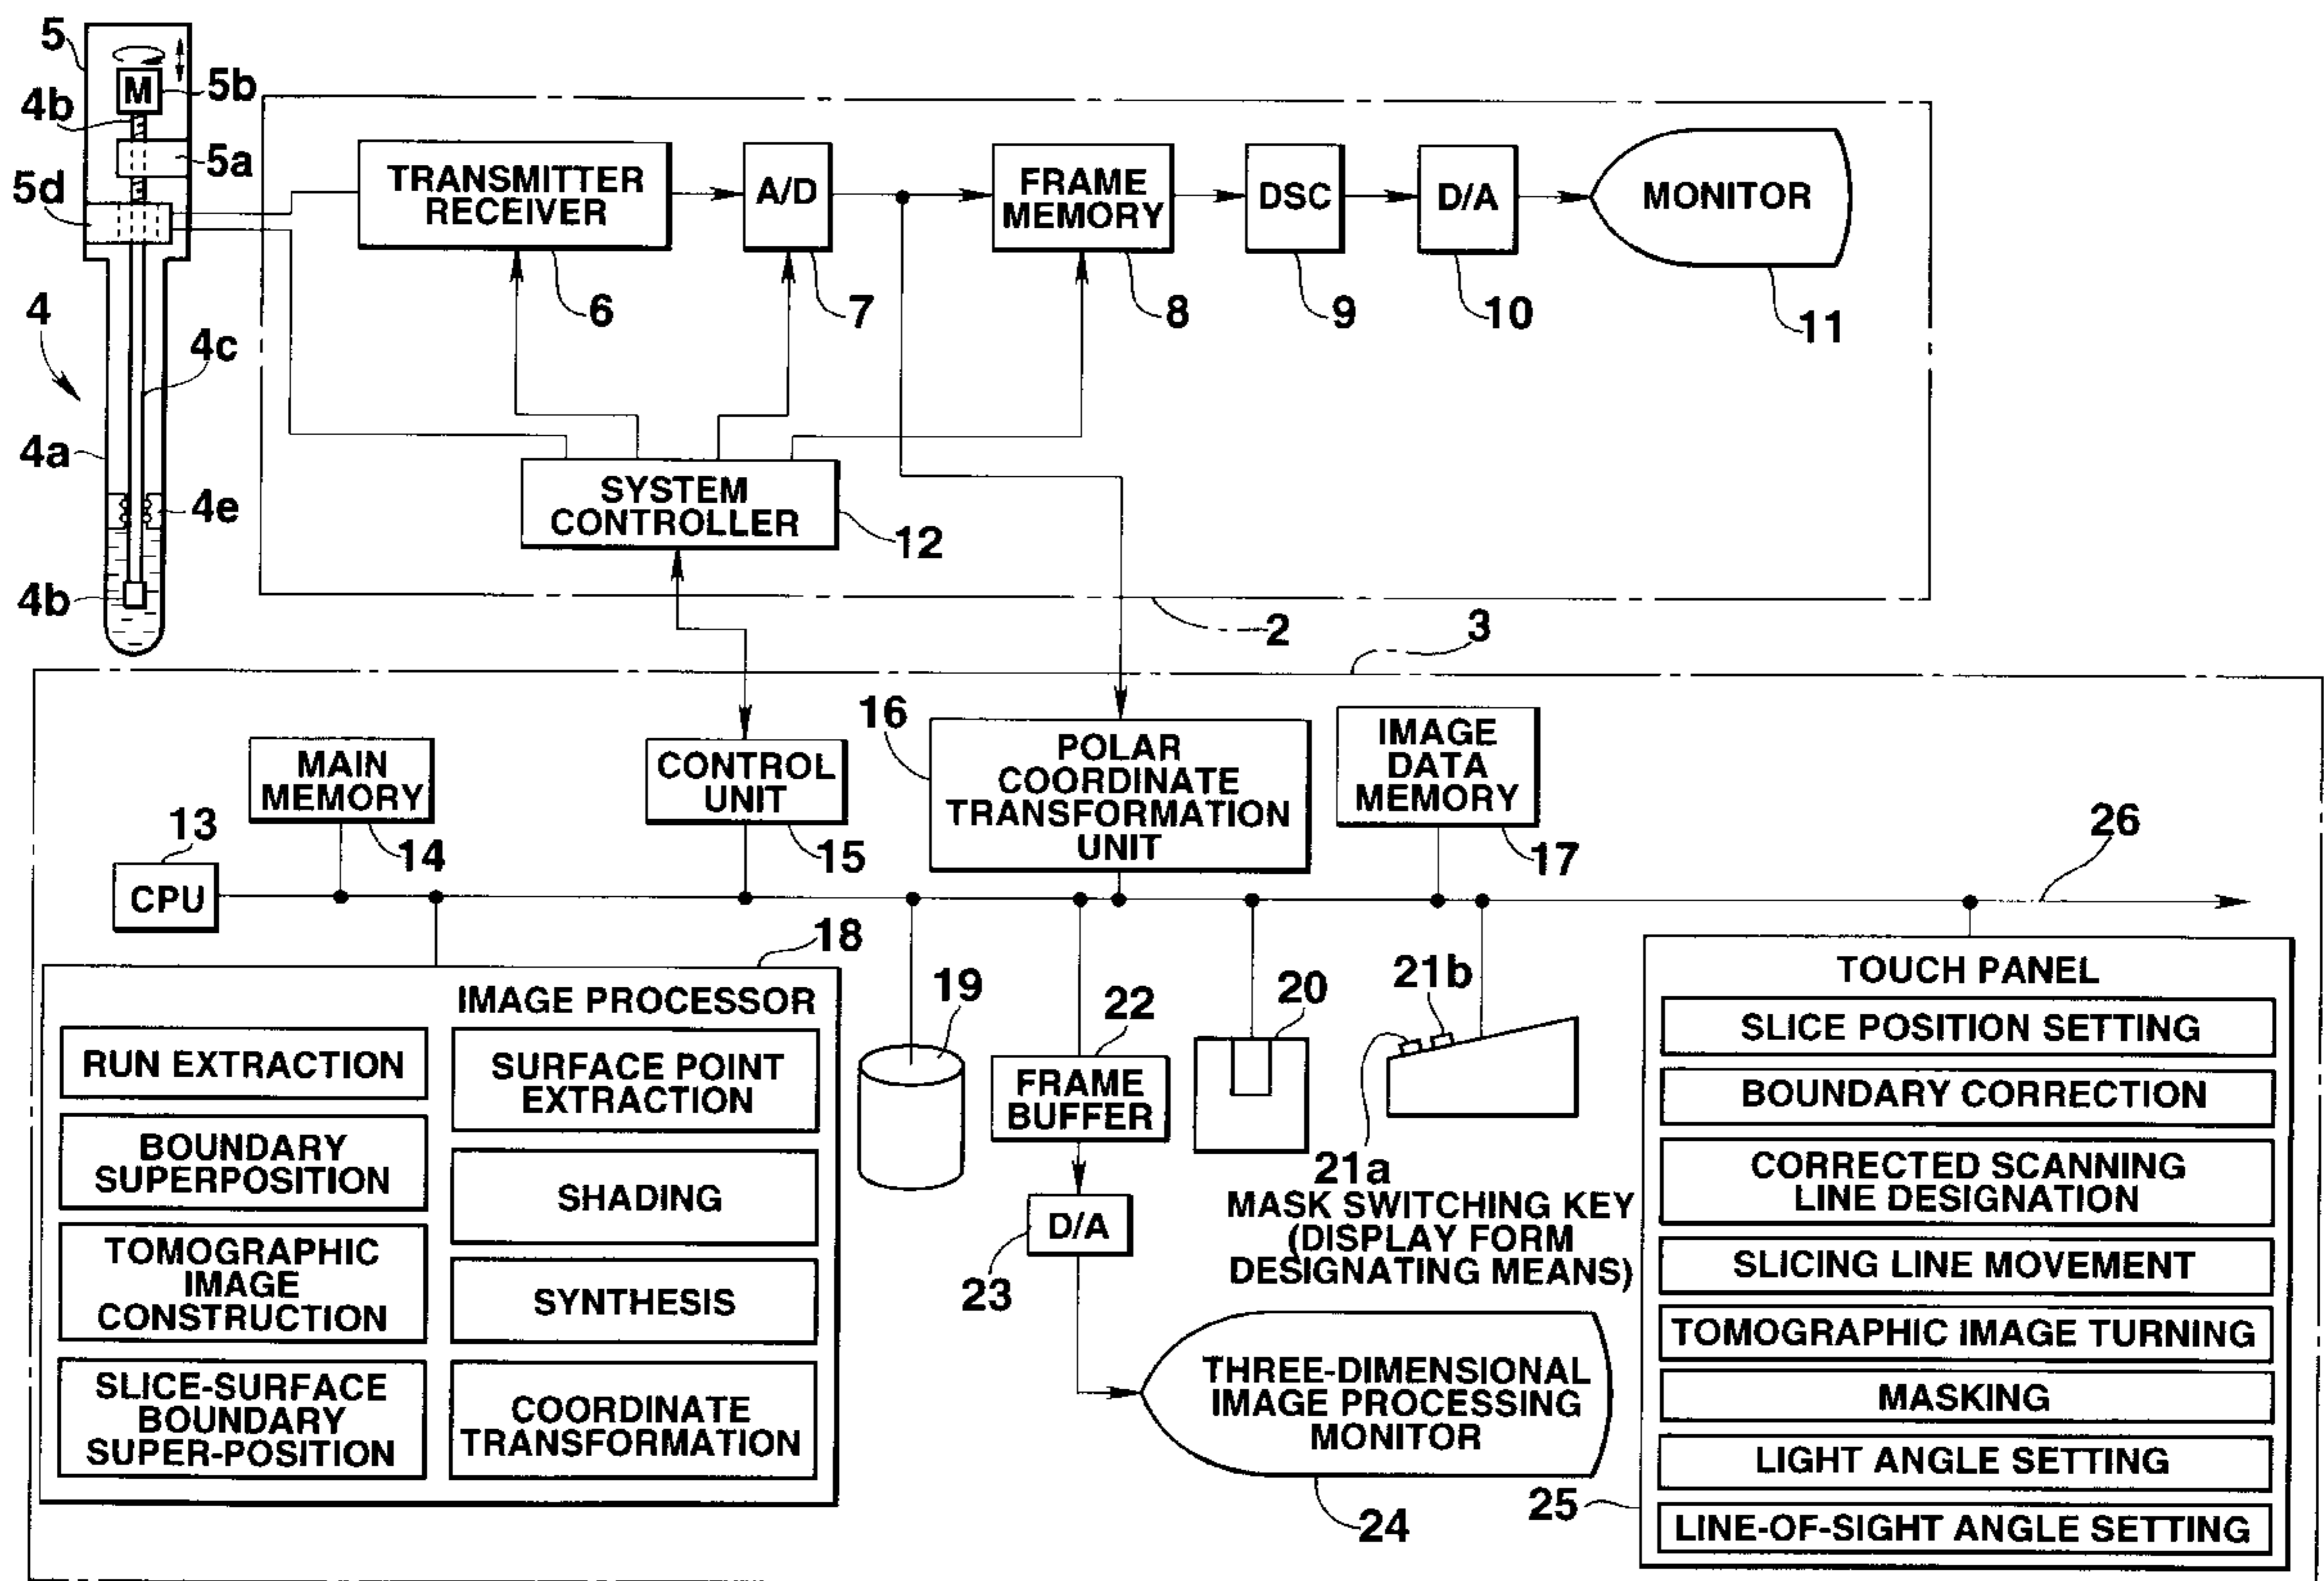 5
M
5b
4b
5a
5d
TRANSMITTER
RECEIVER
A/D
FRAME
MEMORY
DSC
D/A
MONITOR
6
7
8
9
10
11
4
4c
4a
4e
SYSTEM
CONTROLLER
12
4b
2
3
MAIN
MEMORY
14
CONTROL
UNIT
15
16
POLAR
COORDINATE
TRANSFORMATION
UNIT
IMAGE
DATA
MEMORY
17
26
13
CPU
18
IMAGE PROCESSOR
RUN EXTRACTION
BOUNDARY
SUPERPOSITION
TOMOGRAPHIC
IMAGE
CONSTRUCTION
SLICE-SURFACE
BOUNDARY
SUPER-POSITION
SURFACE POINT
EXTRACTION
SHADING
SYNTHESIS
COORDINATE
TRANSFORMATION
19
22
FRAME
BUFFER
D/A
23
20
21b
21a
MASK SWITCHING KEY
(DISPLAY FORM
DESIGNATING MEANS)
THREE-DIMENSIONAL
IMAGE PROCESSING
MONITOR
24
25
TOUCH PANEL
SLICE POSITION SETTING
BOUNDARY CORRECTION
CORRECTED SCANNING
LINE DESIGNATION
SLICING LINE MOVEMENT
TOMOGRAPHIC IMAGE TURNING
MASKING
LIGHT ANGLE SETTING
LINE-OF-SIGHT ANGLE SETTING